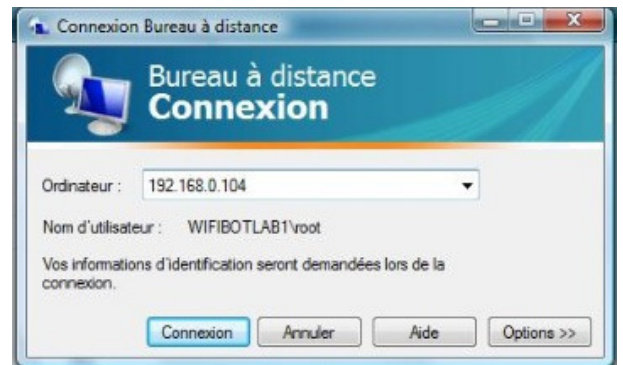 Connexion Bureau à distance
Bureau à distance
Connexion
Ordinateur : 192.168.0.104
Nom d'utilisateur : WIFIBOTLAB1\root
Vos informations d'identification seront demandées lors de la
connexion.
Connexion Annuler Aide Options >>